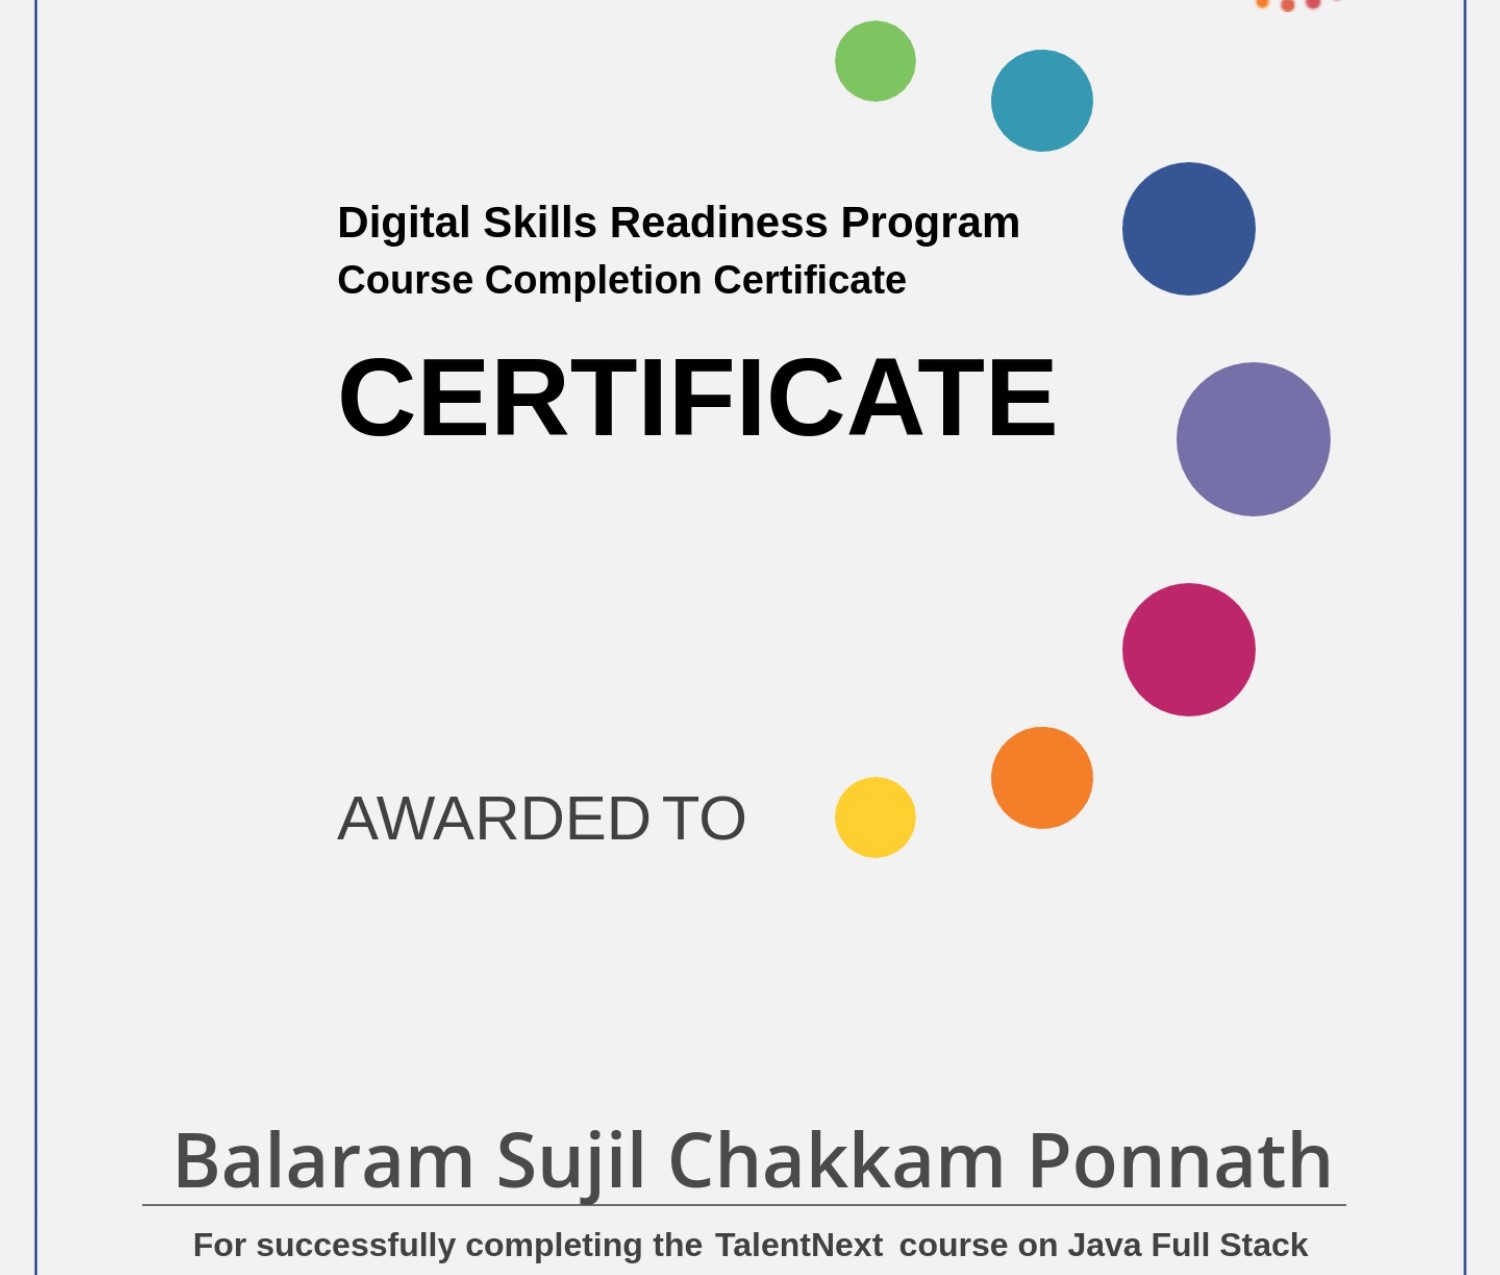 Digital Skills Readiness Program
Course Completion Certificate
CERTIFICATE
AWARDED TO
Balaram Sujil Chakkam Ponnath
For successfully completing the TalentNext course on Java Full Stack